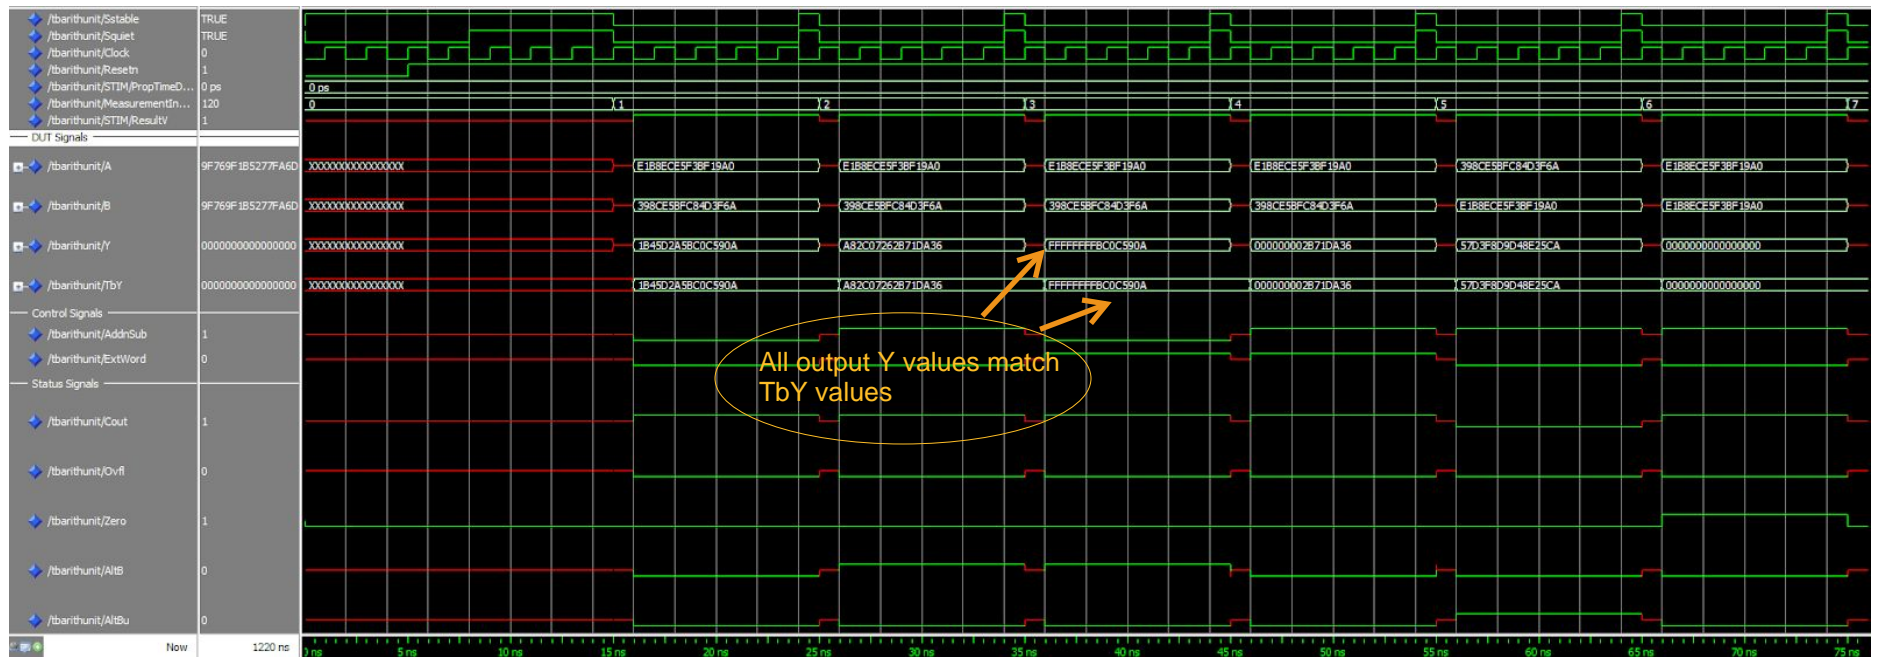 /tbarithunit/Sstable TRUE
/tbarithunit/Squiet TRUE
/tbarithunit/Clock 0
/tbarithunit/Resetn 1
/tbarithunit/STIM/PropTimeD... 0 ps 0 ps
/tbarithunit/MeasurementIn... 120 0 1 2 3 4 5 6 7
/tbarithunit/STIM/ResultV 1
DUT Signals
/tbarithunit/A 9F769F1B5277FA6D XXXXXXXXXXXXXXXX E1B8ECE5F3BF19A0 E1B8ECE5F3BF19A0 E1B8ECE5F3BF19A0 E1B8ECE5F3BF19A0 398CE5BFC84D3F6A E1B8ECE5F3BF19A0
/tbarithunit/B 9F769F1B5277FA6D XXXXXXXXXXXXXXXX 398CE5BFC84D3F6A 398CE5BFC84D3F6A 398CE5BFC84D3F6A 398CE5BFC84D3F6A E1B8ECE5F3BF19A0 E1B8ECE5F3BF19A0
/tbarithunit/Y 0000000000000000 XXXXXXXXXXXXXXXX 1B45D2A5BC0C590A A82C07262B71DA36 FFFFFFFFBC0C590A 000000002B71DA36 57D3F8D9D48E25CA 0000000000000000
/tbarithunit/TbY 0000000000000000 XXXXXXXXXXXXXXXX 1B45D2A5BC0C590A A82C07262B71DA36 FFFFFFFFBC0C590A 000000002B71DA36 57D3F8D9D48E25CA 0000000000000000
Control Signals
/tbarithunit/AddnSub 1
/tbarithunit/ExtWord 0
All output Y values match
TbY values
Status Signals
/tbarithunit/Cout 1
/tbarithunit/Ovfl 0
/tbarithunit/Zero 1
/tbarithunit/AltB 0
/tbarithunit/AltBu 0
Now 1220 ns 5 ns 10 ns 15 ns 20 ns 25 ns 30 ns 35 ns 40 ns 45 ns 50 ns 55 ns 60 ns 65 ns 70 ns 75 ns